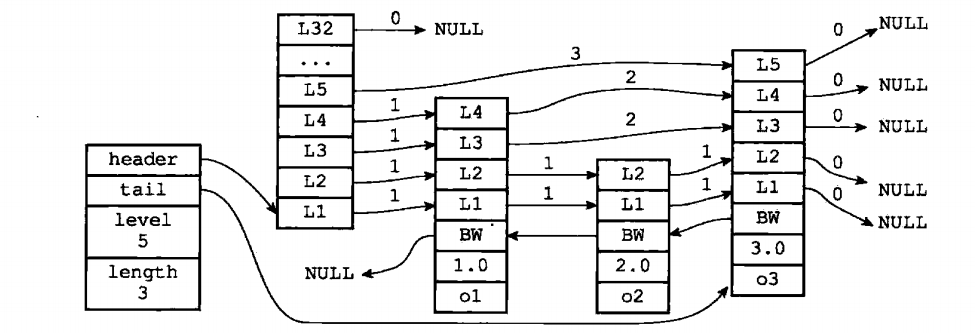 header
tail
level
5
length
3
L32
...
L5
L4
L3
L2
L1
0
NULL
3
1
1
1
1
L4
L3
L2
L1
BW
1.0
o1
NULL
2
2
1
1
L2
L1
BW
2.0
o2
1
1
L5
L4
L3
L2
L1
BW
3.0
o3
0
NULL
0
NULL
0
NULL
0
NULL
0
NULL